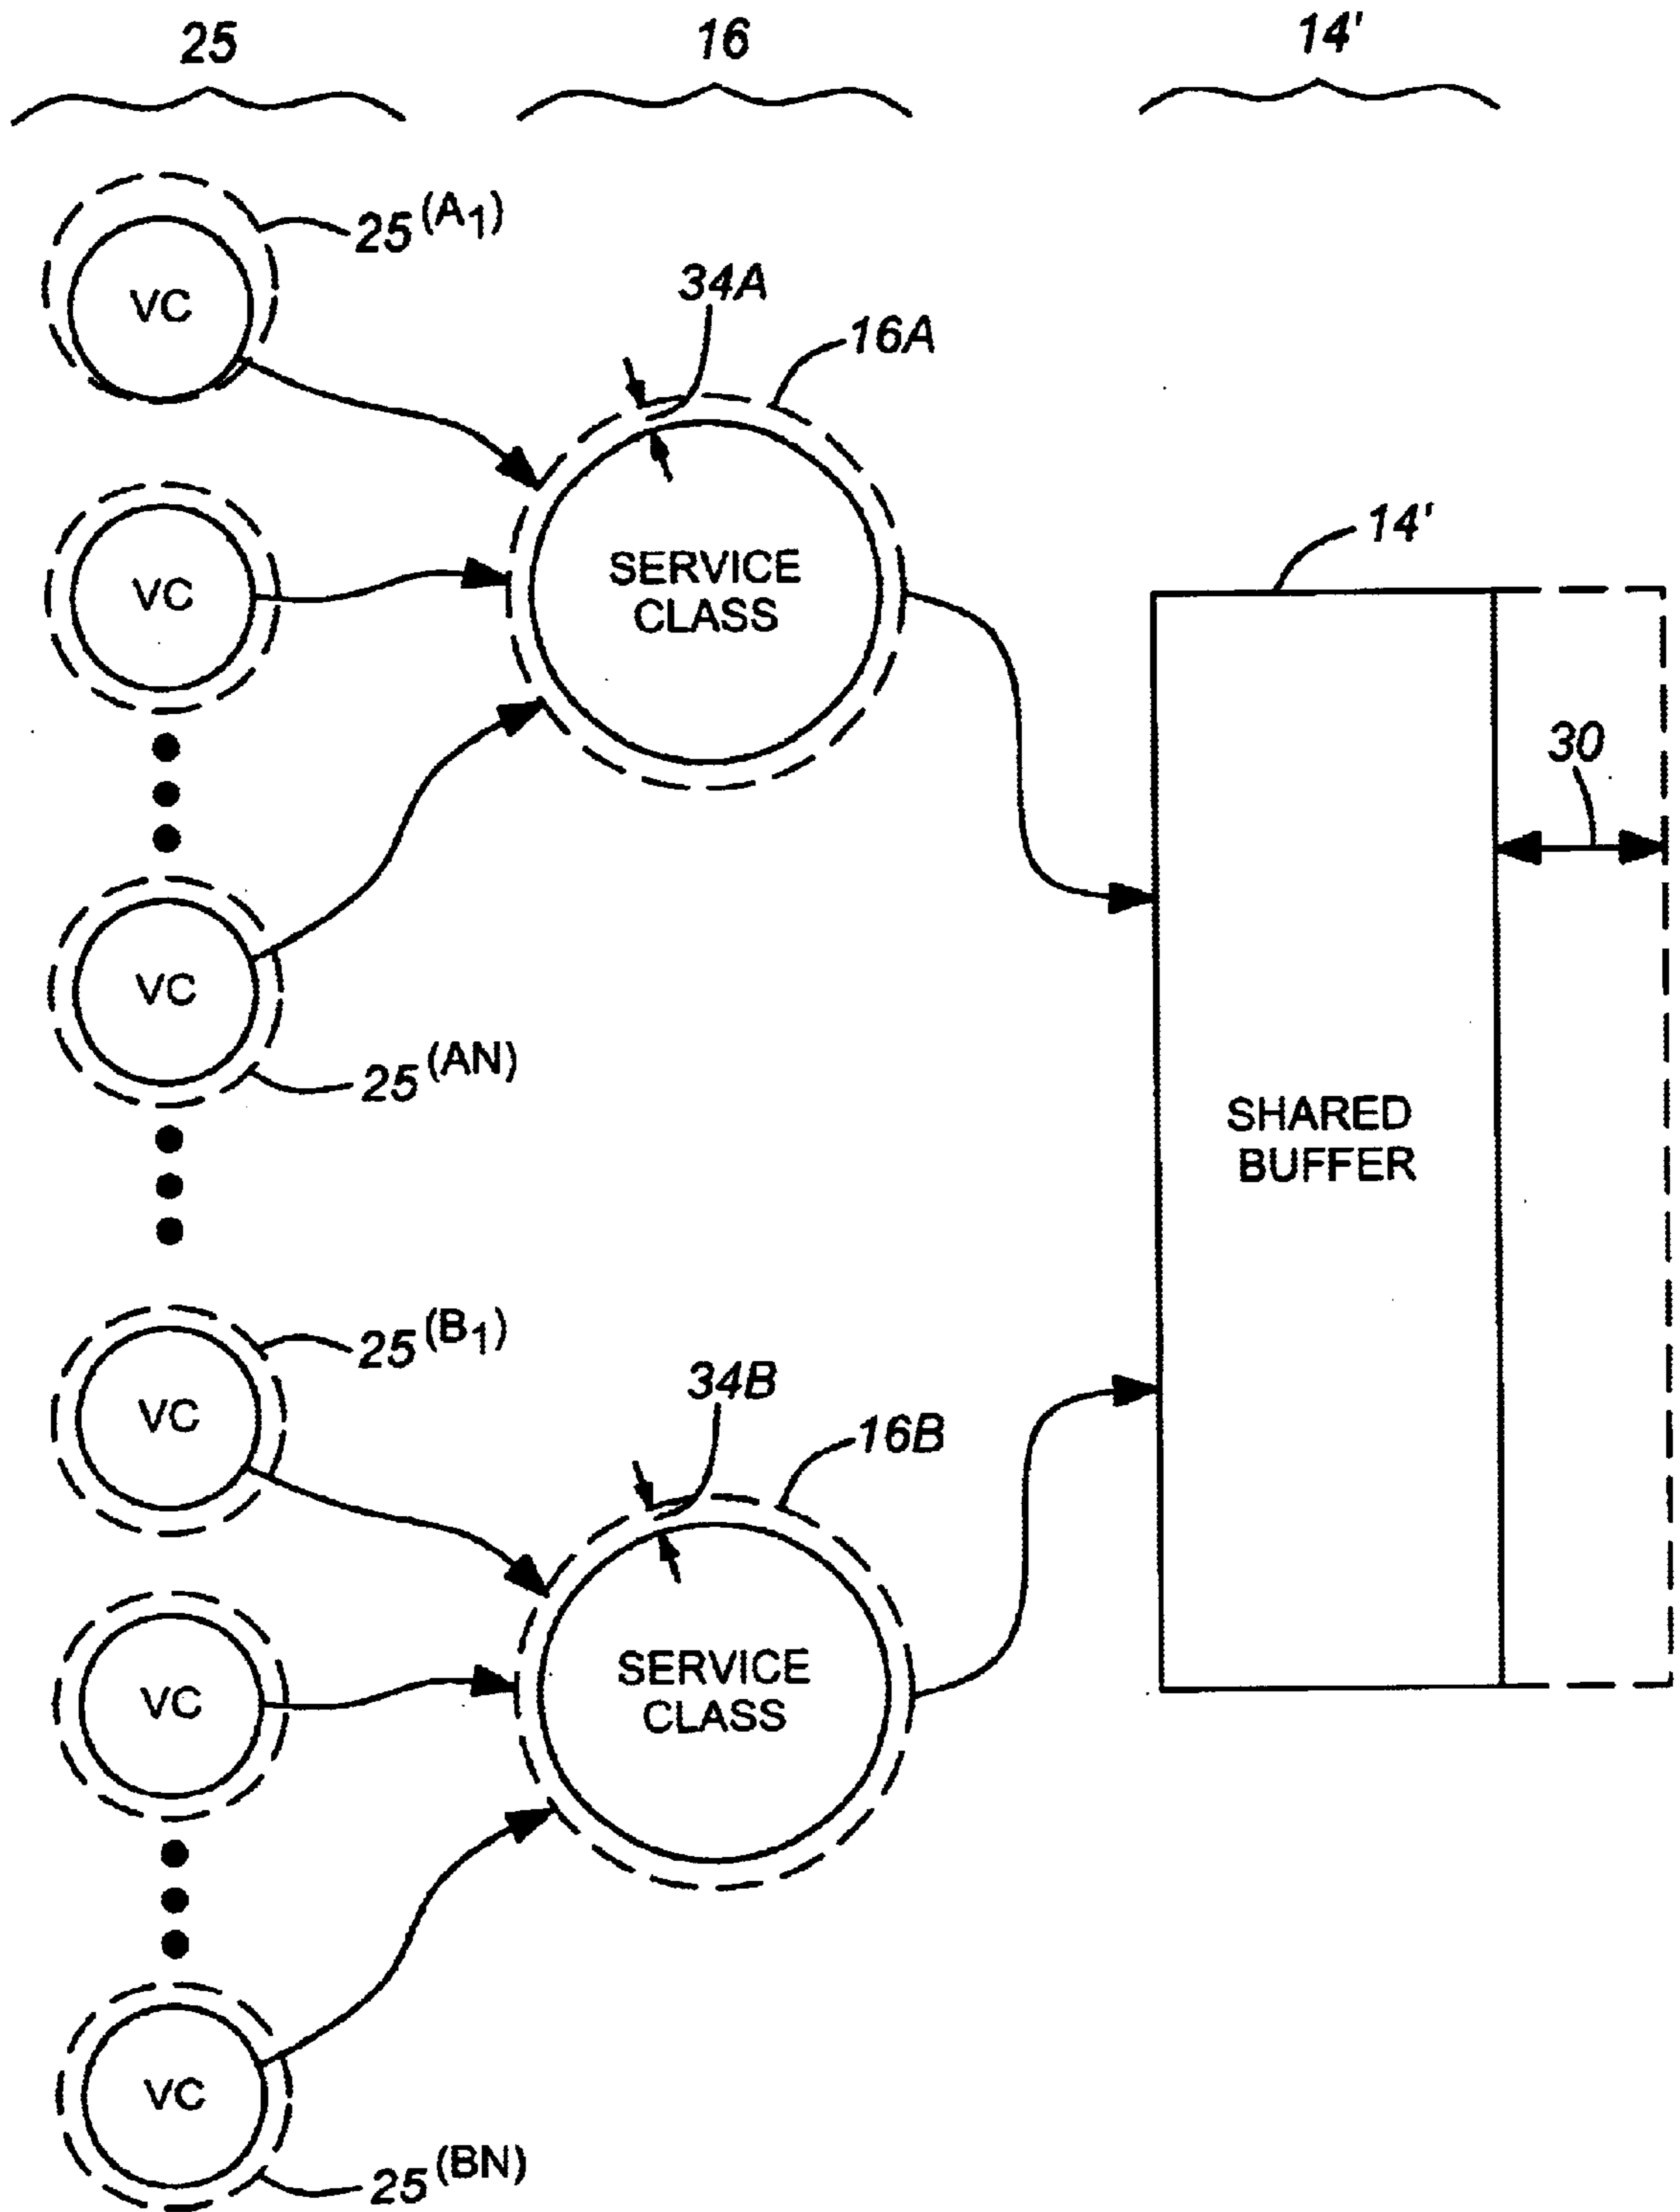 25 16 14'
25(A1)
VC
34A
16A
VC
SERVICE
CLASS
14'
30
VC
25(AN)
SHARED
BUFFER
25(B1)
VC
34B
16B
VC
SERVICE
CLASS
VC
25(BN)